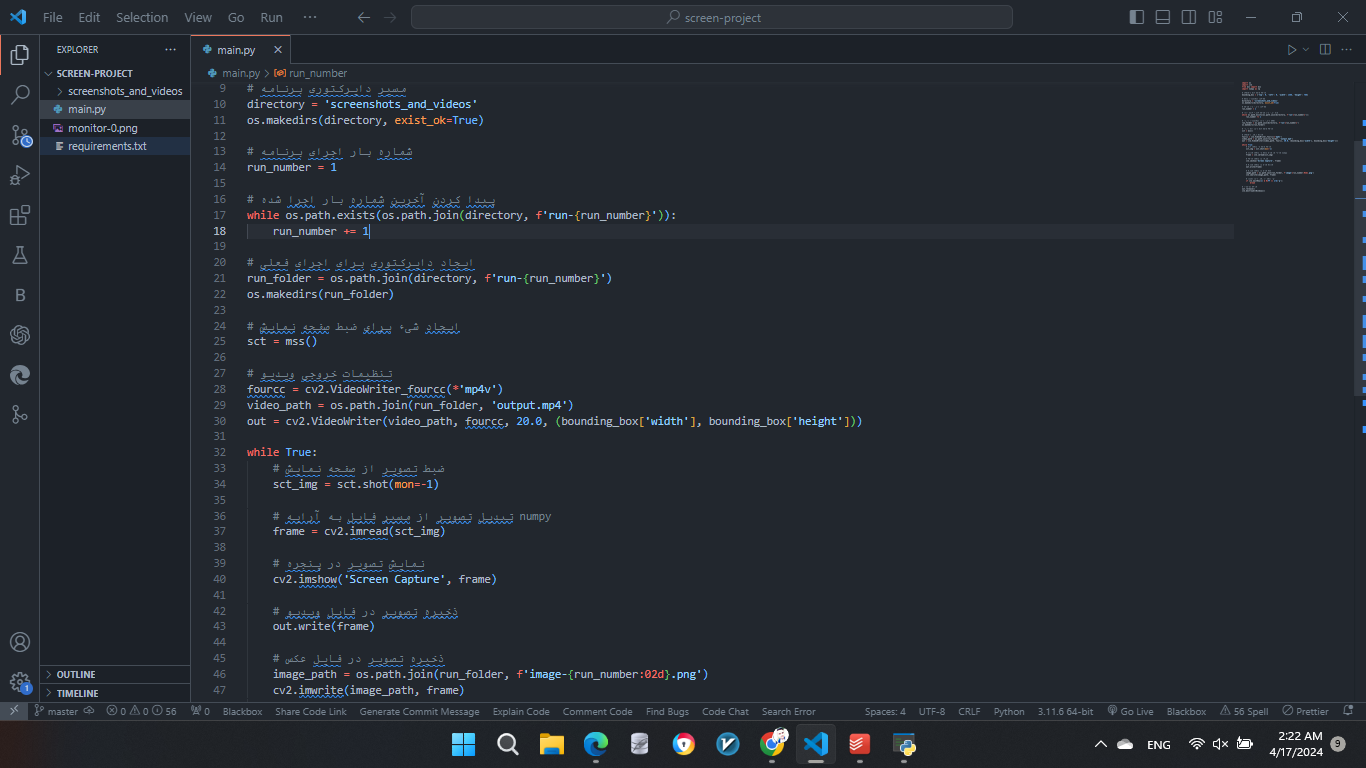 File Edit Selection View Go Run ··· screen-project
EXPLORER ···
SCREEN-PROJECT
screenshots_and_videos
main.py
monitor-0.png
requirements.txt
OUTLINE
TIMELINE
main.py
main.py > run_number
9 # مسیر دایرکتوری برنامه
10 directory = 'screenshots_and_videos'
11 os.makedirs(directory, exist_ok=True)
12
13 # شماره بار اجرای برنامه
14 run_number = 1
15
16 # پیدا کردن آخرین شماره بار اجرا شده
17 while os.path.exists(os.path.join(directory, f'run-{run_number}')):
18     run_number += 1
19
20 # ایجاد دایرکتوری برای اجرای فعلی
21 run_folder = os.path.join(directory, f'run-{run_number}')
22 os.makedirs(run_folder)
23
24 # ایجاد شیء برای ضبط صفحه نمایش
25 sct = mss()
26
27 # تنظیمات خروجی ویدیو
28 fourcc = cv2.VideoWriter_fourcc(*'mp4v')
29 video_path = os.path.join(run_folder, 'output.mp4')
30 out = cv2.VideoWriter(video_path, fourcc, 20.0, (bounding_box['width'], bounding_box['height']))
31
32 while True:
33     # ضبط تصویر از صفحه نمایش
34     sct_img = sct.shot(mon=-1)
35
36     # تبدیل تصویر از مسیر فایل به آرایه numpy
37     frame = cv2.imread(sct_img)
38
39     # نمایش تصویر در پنجره
40     cv2.imshow('Screen Capture', frame)
41
42     # ذخیره تصویر در فایل ویدیو
43     out.write(frame)
44
45     # ذخیره تصویر در فایل عکس
46     image_path = os.path.join(run_folder, f'image-{run_number:02d}.png')
47     cv2.imwrite(image_path, frame)
master 0 0 56 0 Blackbox Share Code Link Generate Commit Message Explain Code Comment Code Find Bugs Code Chat Search Error Spaces: 4 UTF-8 CRLF Python 3.11.6 64-bit Go Live Blackbox 56 Spell Prettier
ENG 2:22 AM 9
4/17/2024